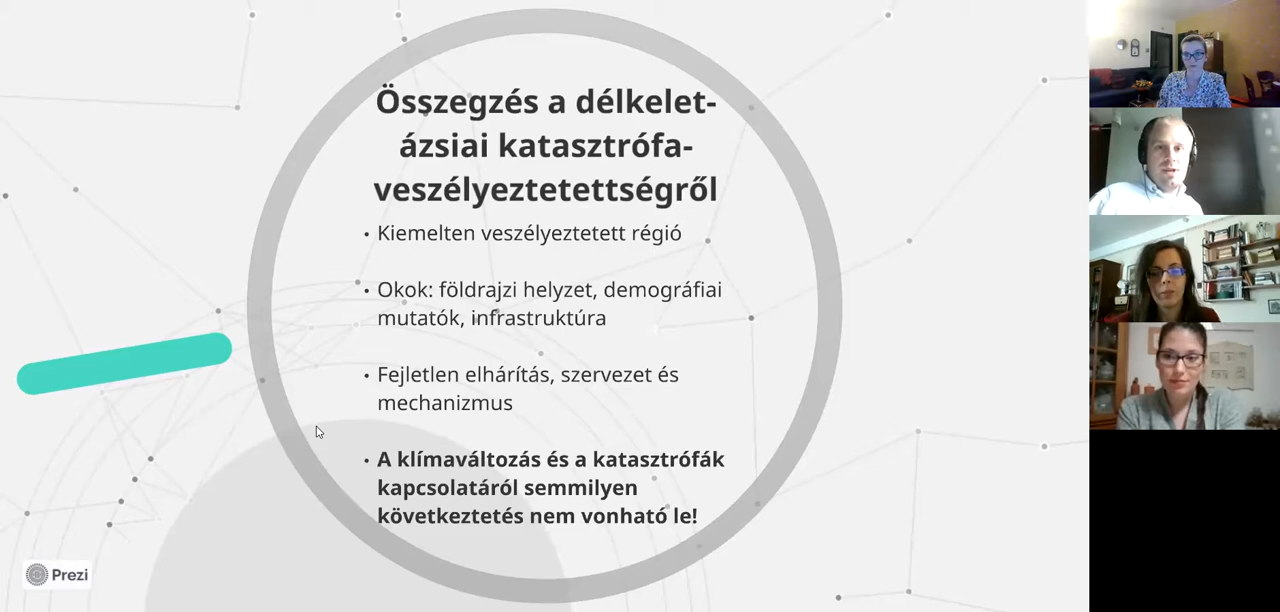 Összegzés a délkelet-
ázsiai katasztrófa-
veszélyeztetettségről
• Kiemelten veszélyeztetett régió
• Okok: földrajzi helyzet, demográfiai
mutatók, infrastruktúra
• Fejletlen elhárítás, szervezet és
mechanizmus
• A klímaváltozás és a katasztrófák
kapcsolatáról semmilyen
következtetés nem vonható le!
Prezi